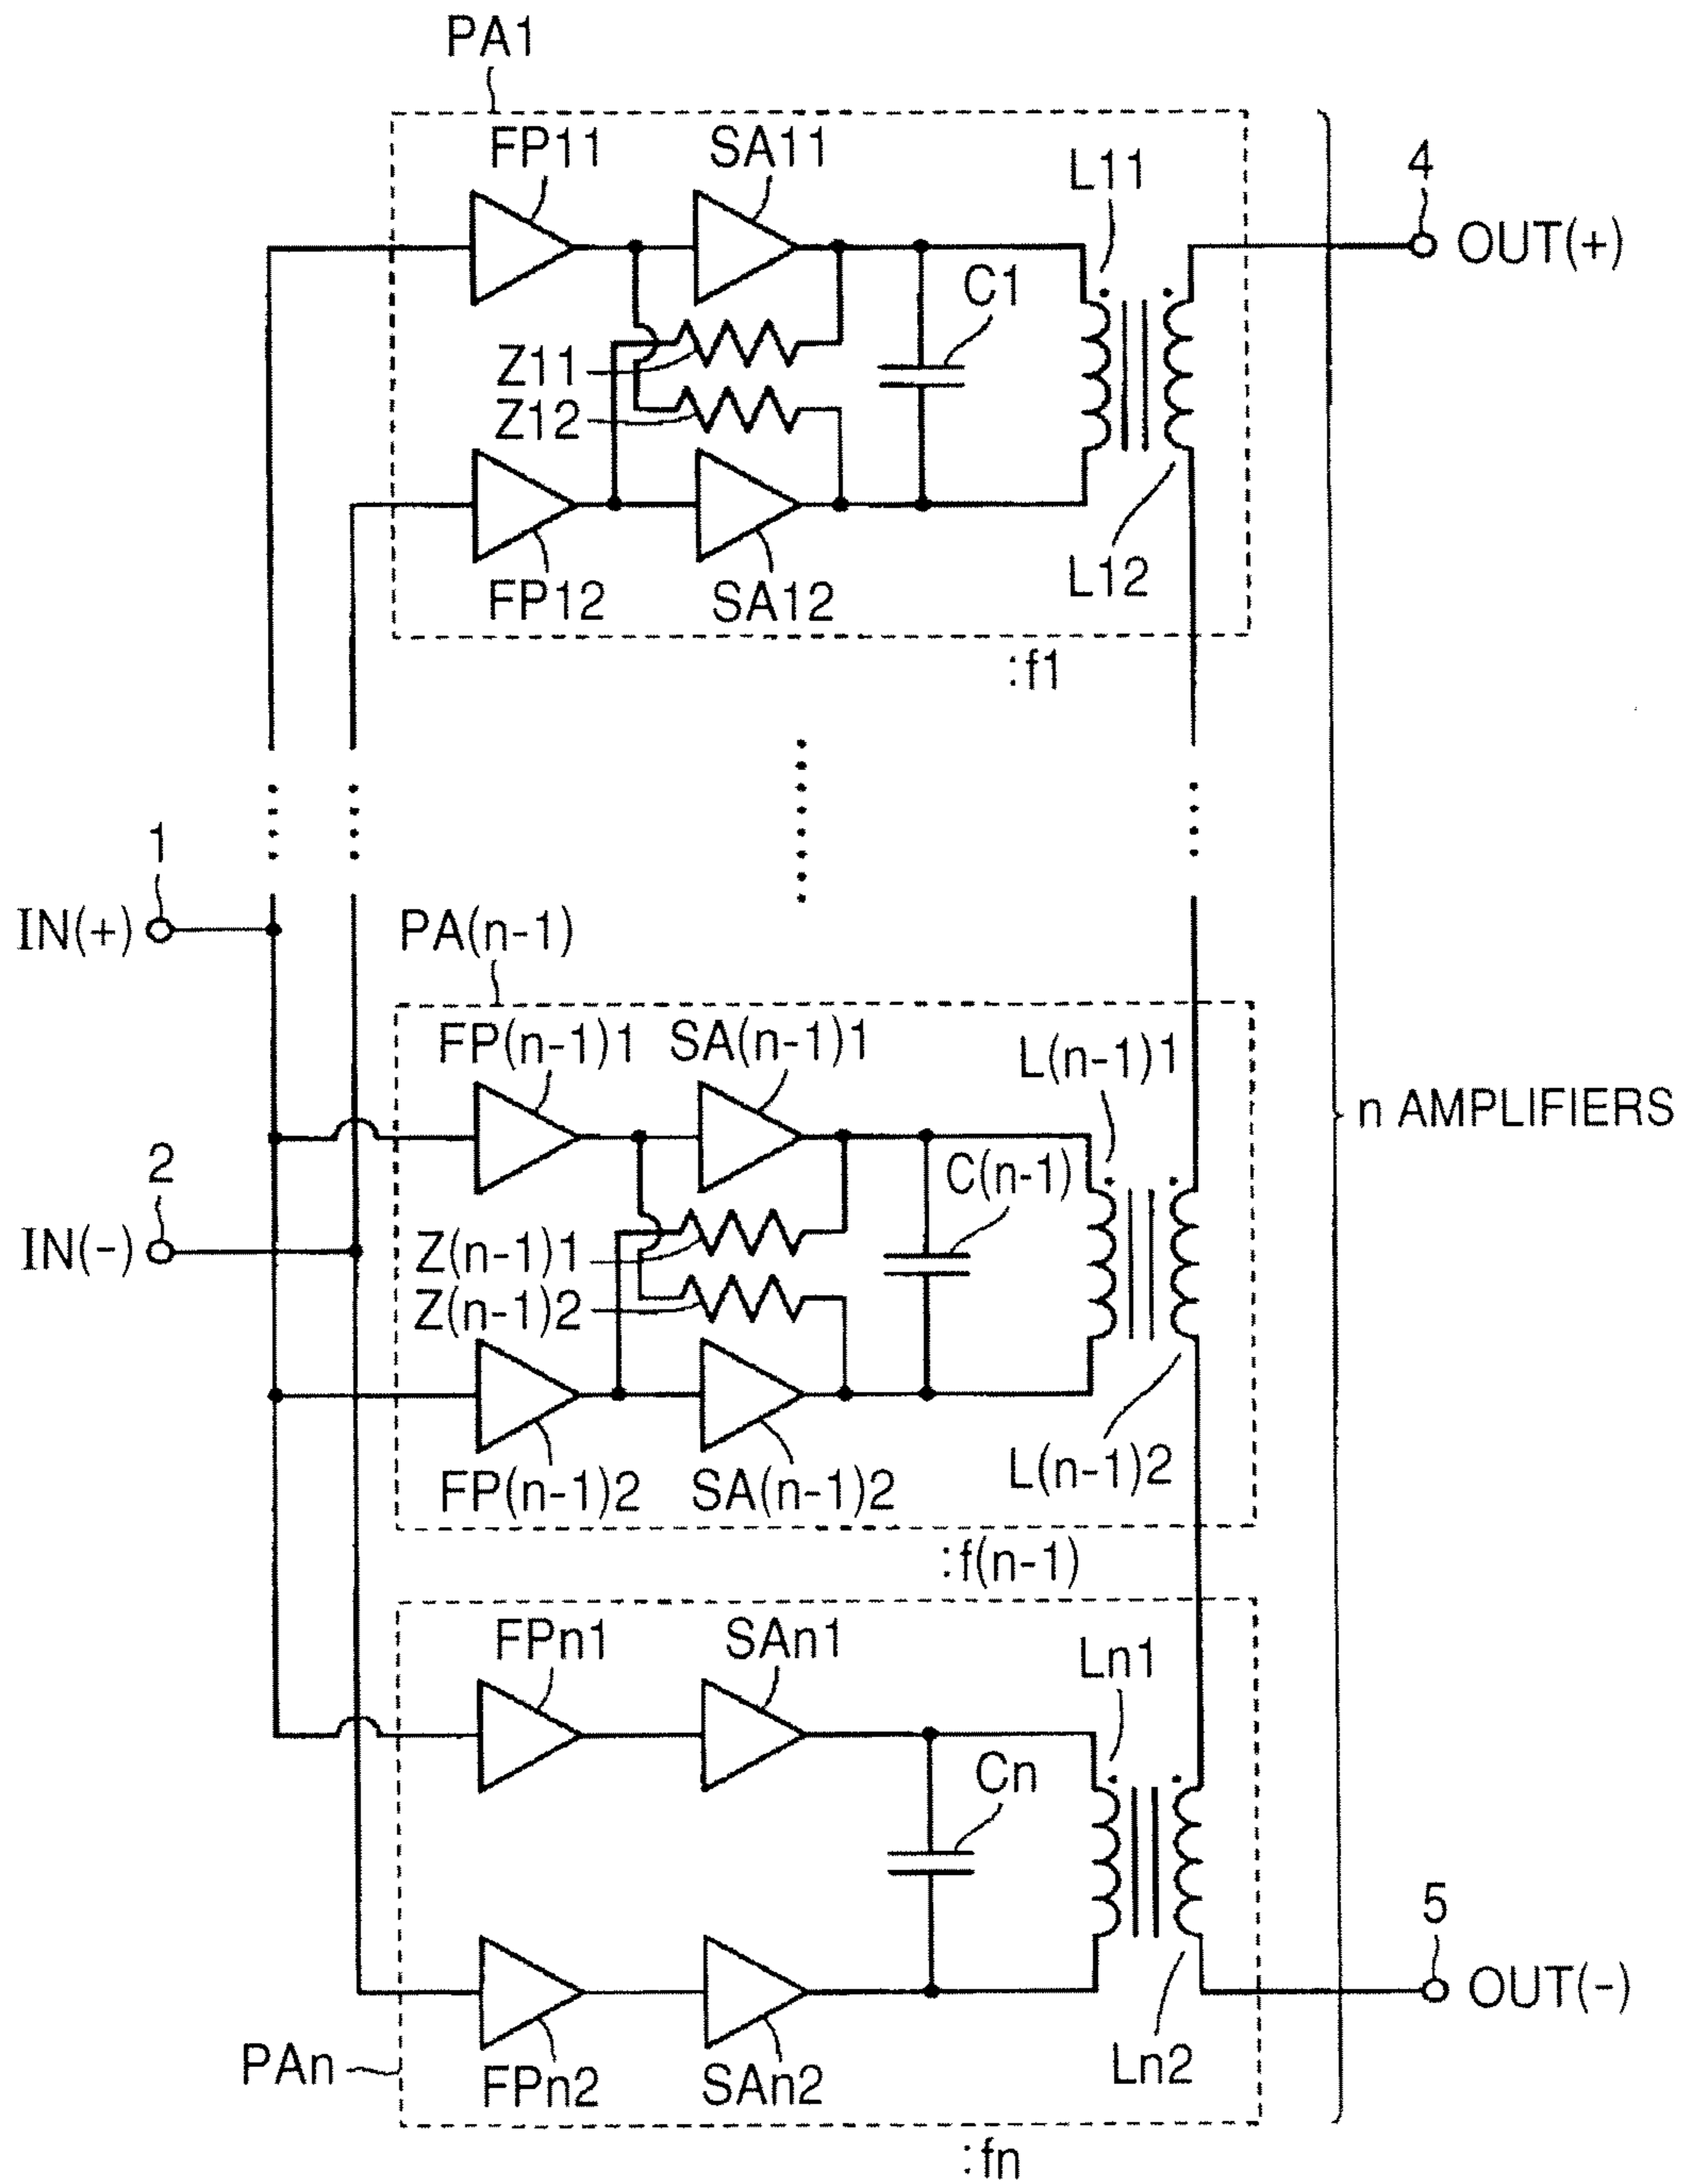 PA1
FP11
SA11
L11
4
OUT(+)
C1
Z11
Z12
FP12
SA12
L12
:f1
1
IN(+)
PA(n-1)
FP(n-1)1
SA(n-1)1
L(n-1)1
n AMPLIFIERS
2
IN(-)
C(n-1)
Z(n-1)1
Z(n-1)2
FP(n-1)2
SA(n-1)2
L(n-1)2
:f(n-1)
FPn1
SAn1
Ln1
Cn
5
OUT(-)
PAn
FPn2
SAn2
Ln2
:fn